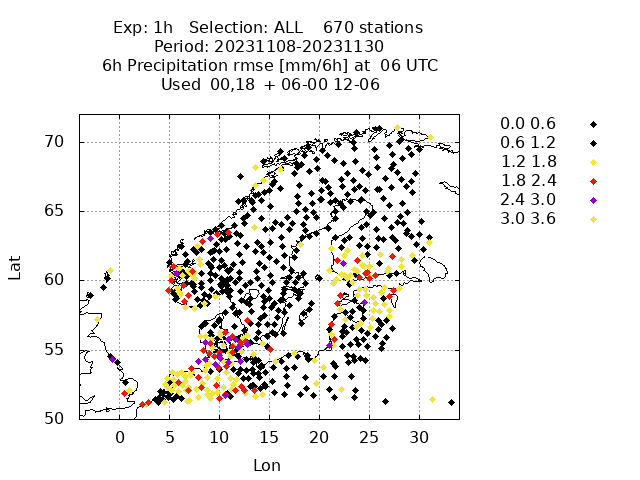 Exp: 1h   Selection: ALL    670 stations
Period: 20231108-20231130
6h Precipitation rmse [mm/6h] at  06 UTC
Used  00,18  + 06-00 12-06
70
65
60
55
50
Lat
0 5 10 15 20 25 30
Lon
0.0 0.6
0.6 1.2
1.2 1.8
1.8 2.4
2.4 3.0
3.0 3.6